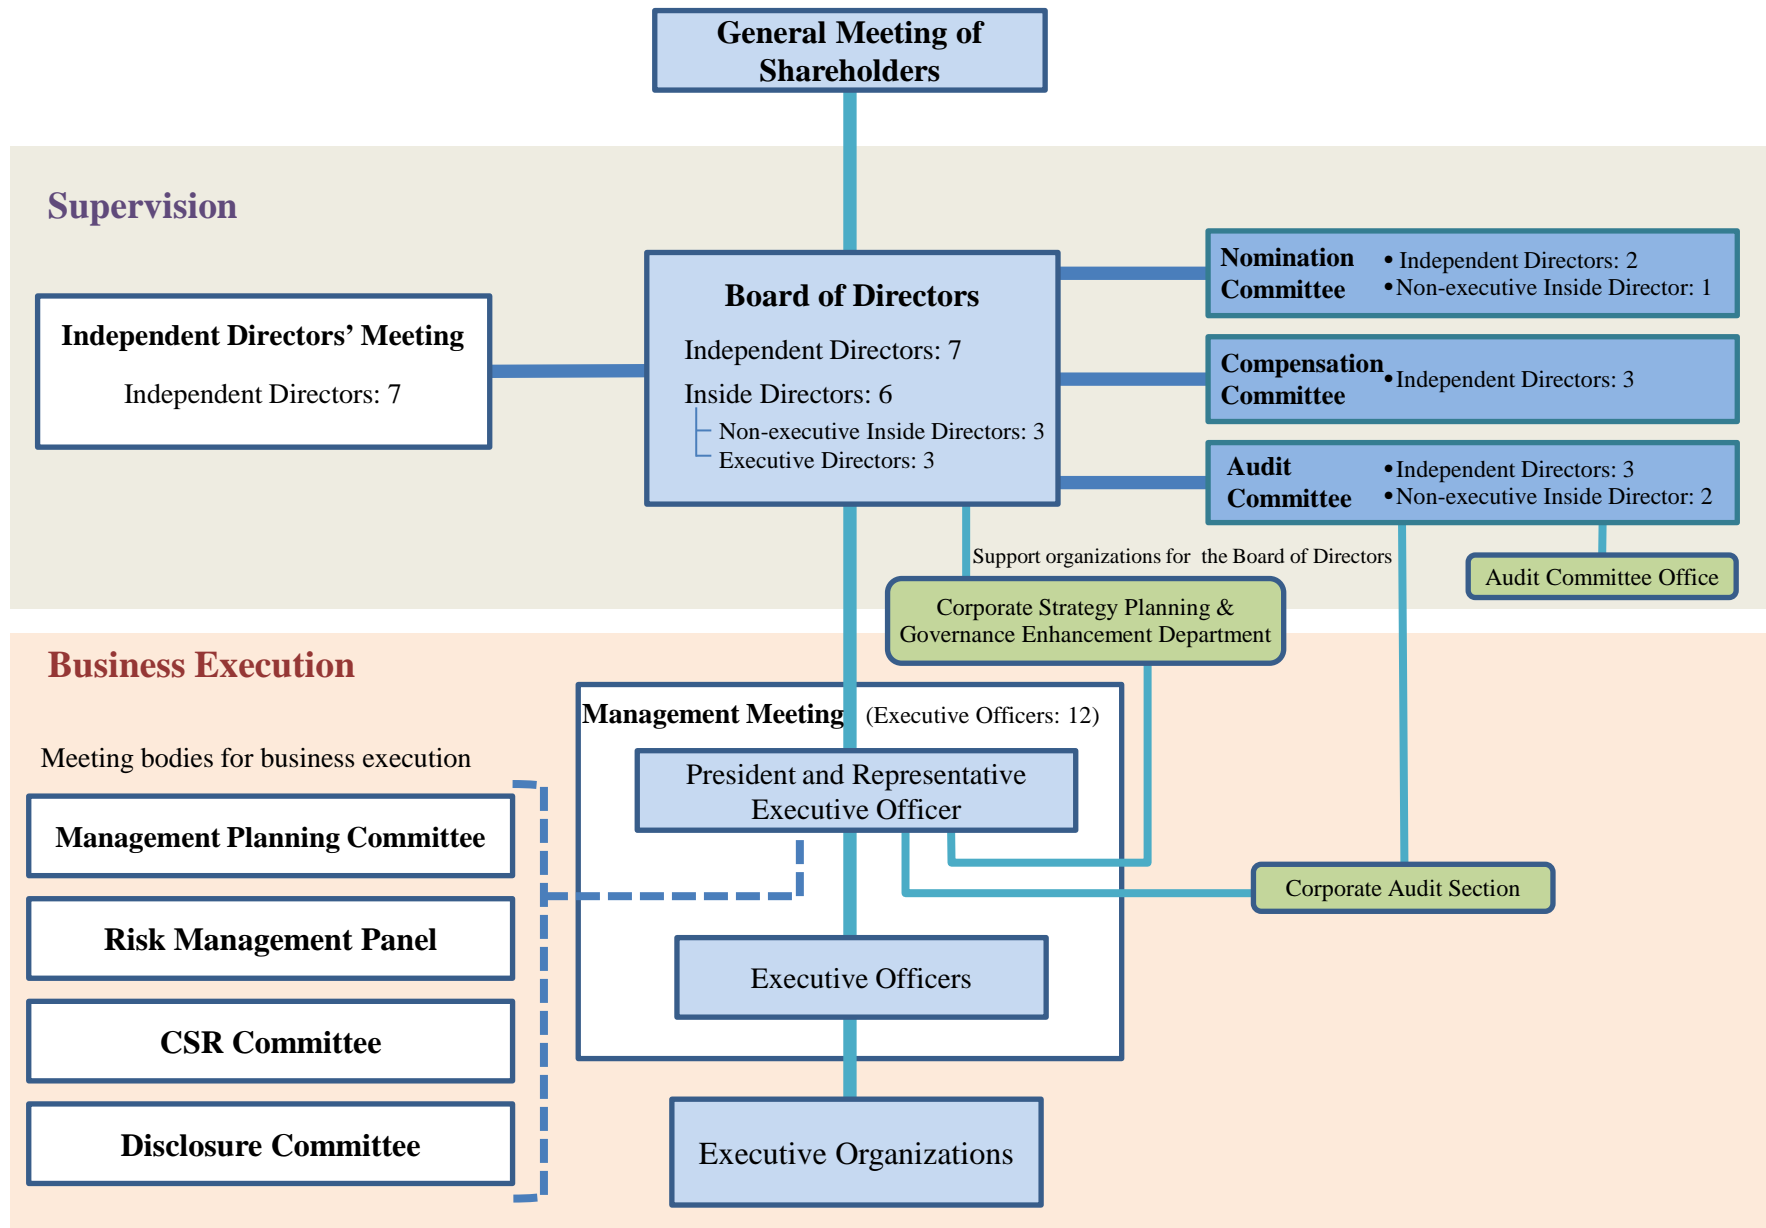 General Meeting of
Shareholders
Supervision
Independent Directors’ Meeting
Independent Directors: 7
Board of Directors
Independent Directors: 7
Inside Directors: 6
Non-executive Inside Directors: 3
Executive Directors: 3
Nomination
Committee
• Independent Directors: 2
•Non-executive Inside Director: 1
Compensation
Committee
•Independent Directors: 3
Audit
Committee
•Independent Directors: 3
•Non-executive Inside Director: 2
Support organizations for the Board of Directors
Audit Committee Office
Corporate Strategy Planning &
Governance Enhancement Department
Business Execution
Management Meeting (Executive Officers: 12)
President and Representative
Executive Officer
Meeting bodies for business execution
Management Planning Committee
Risk Management Panel
CSR Committee
Disclosure Committee
Corporate Audit Section
Executive Officers
Executive Organizations